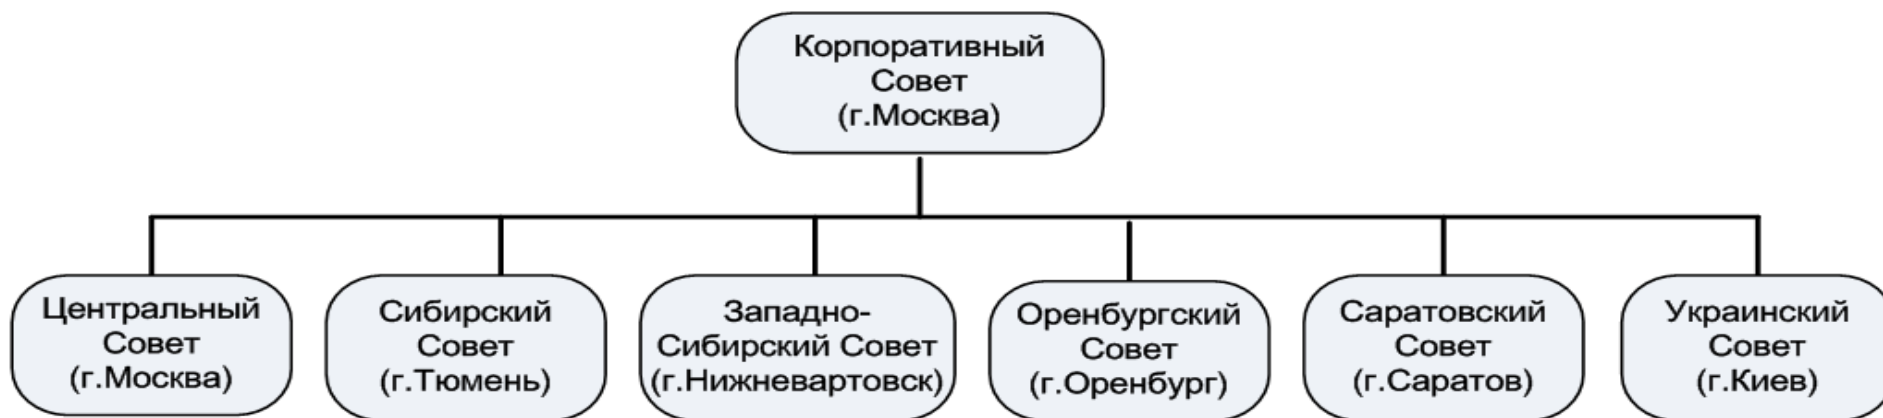 Корпоративный
Совет
(г.Москва)
Центральный
Совет
(г.Москва)
Сибирский
Совет
(г.Тюмень)
Западно-
Сибирский Совет
(г.Нижневартовск)
Оренбургский
Совет
(г.Оренбург)
Саратовский
Совет
(г.Саратов)
Украинский
Совет
(г.Киев)